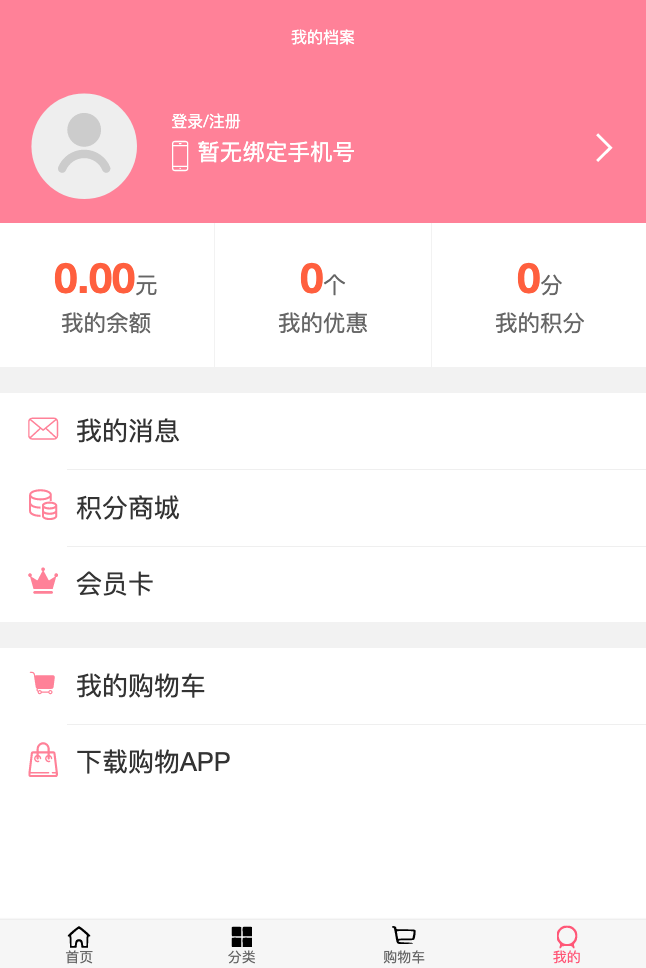 我的档案
登录/注册
暂无绑定手机号
0.00元
0个
0分
我的余额
我的优惠
我的积分
我的消息
积分商城
会员卡
我的购物车
下载购物APP
首页
分类
购物车
我的